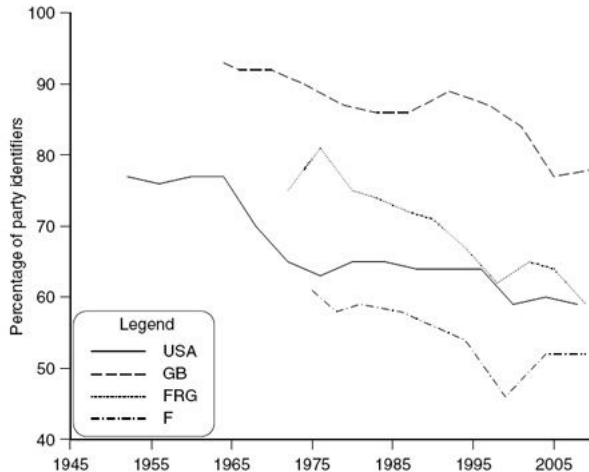 Percentage of party identifiers
100
90
80
70
60
50
40
Legend
USA
GB
FRG
F
1945 1955 1965 1975 1985 1995 2005